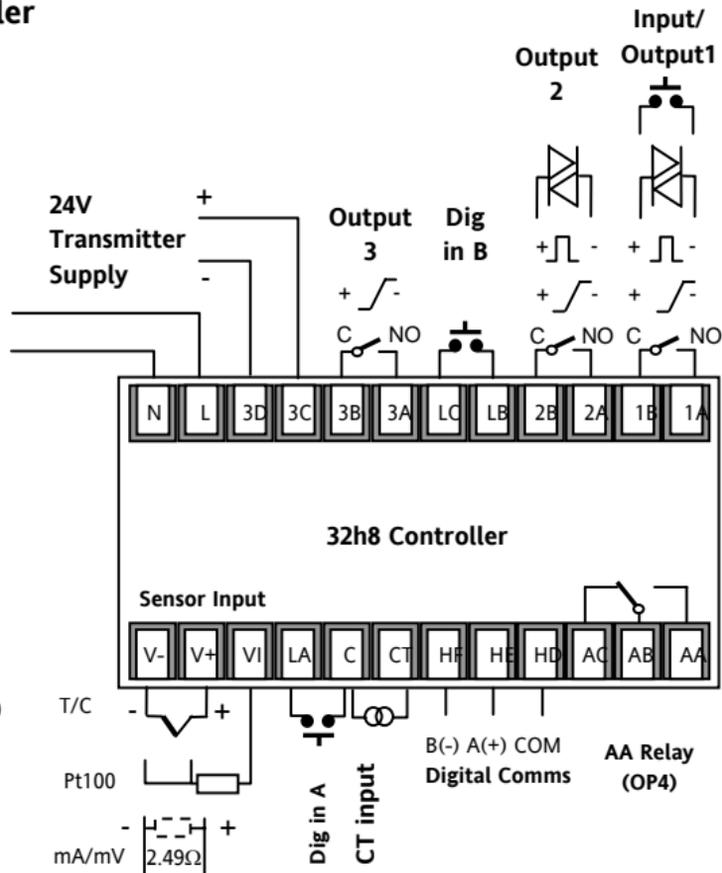 ler
Input/
Output1
Output
2
24V
Transmitter
Supply
+
-
Output
3
Dig
in B
+ -
+ -
+ -
+ -
+ -
C NO
C NO
C NO
N L 3D 3C 3B 3A LC LB 2B 2A 1B 1A
32h8 Controller
Sensor Input
V- V+ VI LA C CT HF HE HD AC AB AA
)
T/C
- +
B(-) A(+) COM
Digital Comms
AA Relay
(OP4)
Pt100
Dig in A
CT input
- +
mA/mV
2.49Ω